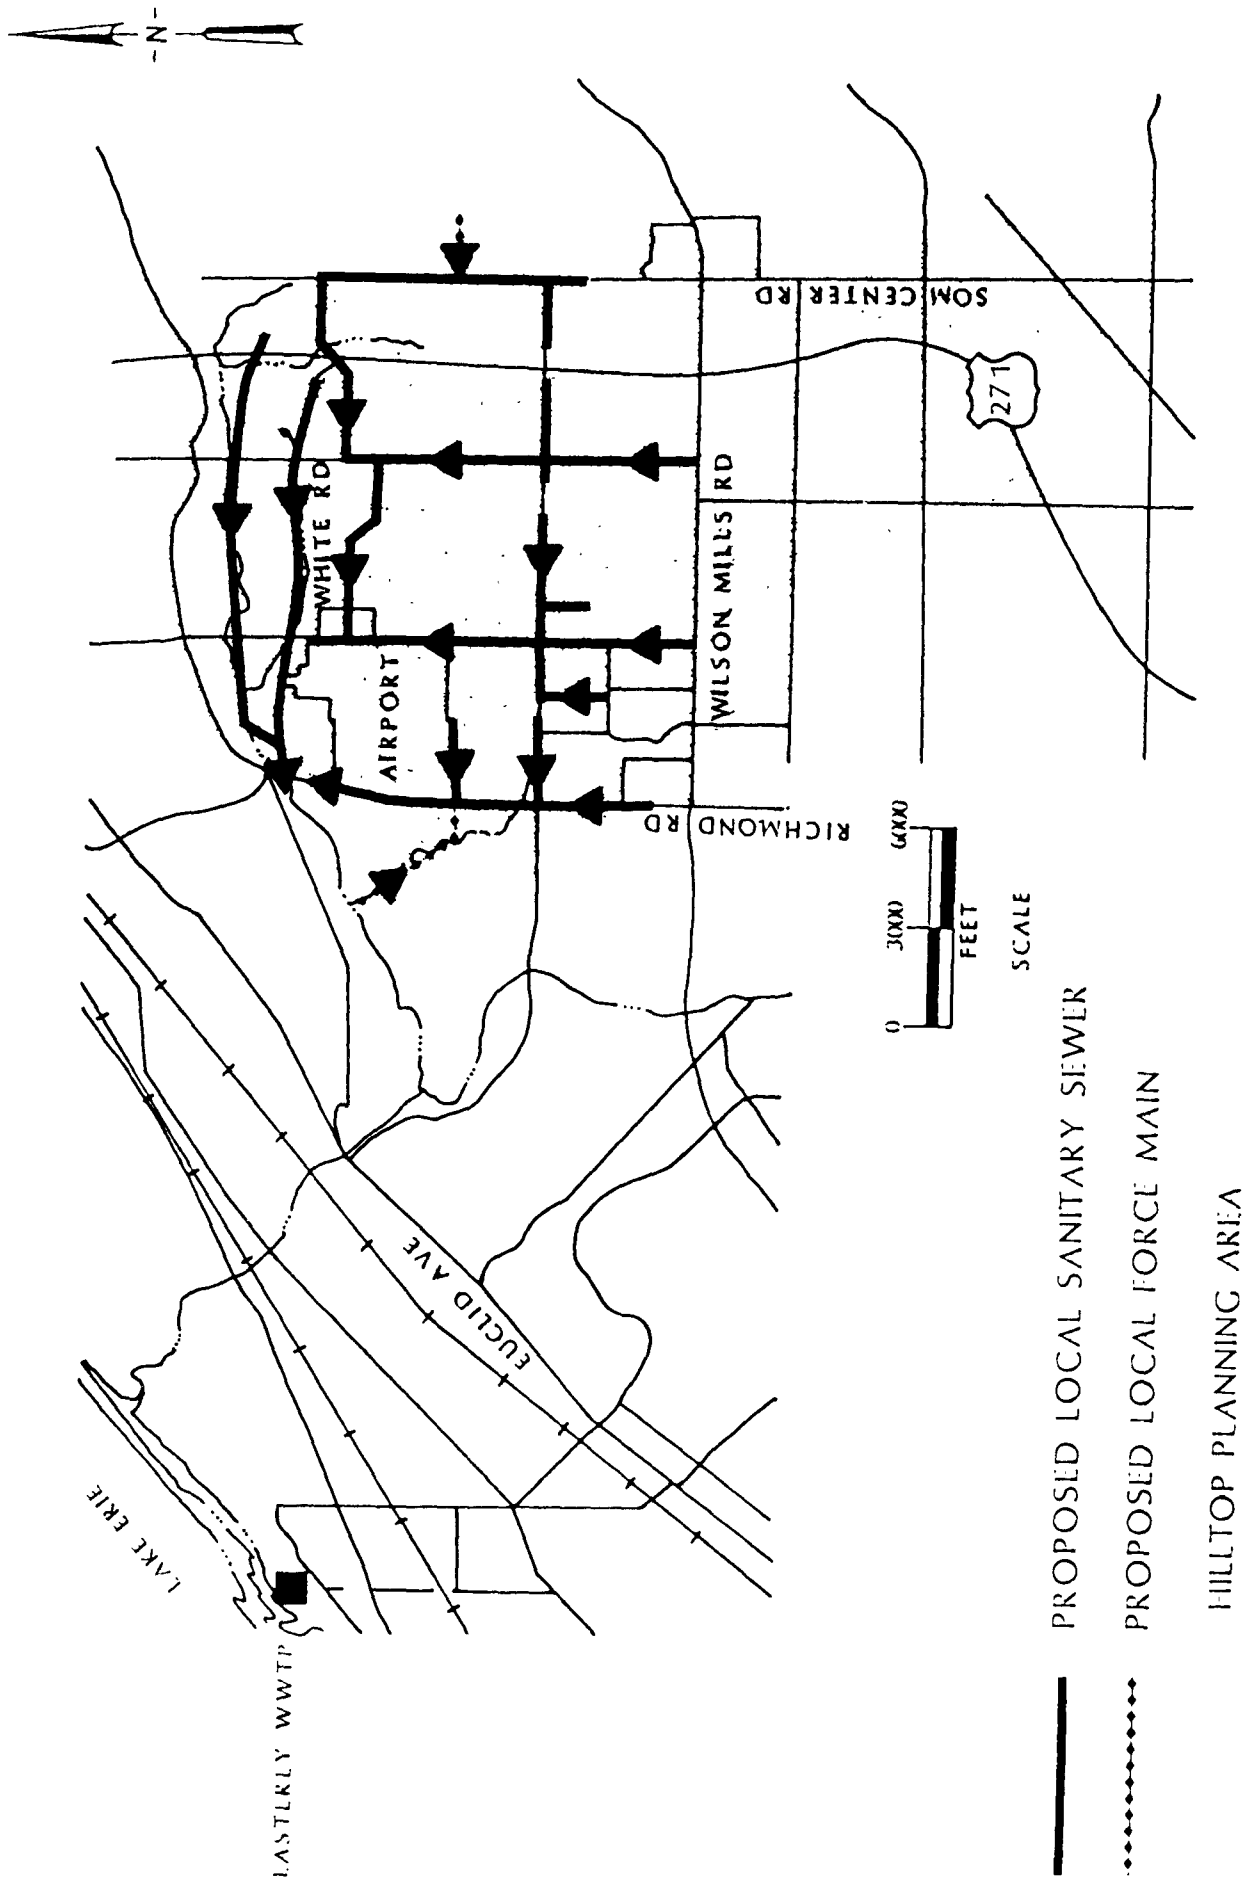 -N-
LAKE ERIE
EASTERLY WWTP
EUCLID AVE
WHITE RD
AIRPORT
RICHMOND RD
WILSON MILLS RD
SOM CENTER RD
271
0 3000 6000
FEET
SCALE
PROPOSED LOCAL SANITARY SEWER
PROPOSED LOCAL FORCE MAIN
HILLTOP PLANNING AREA